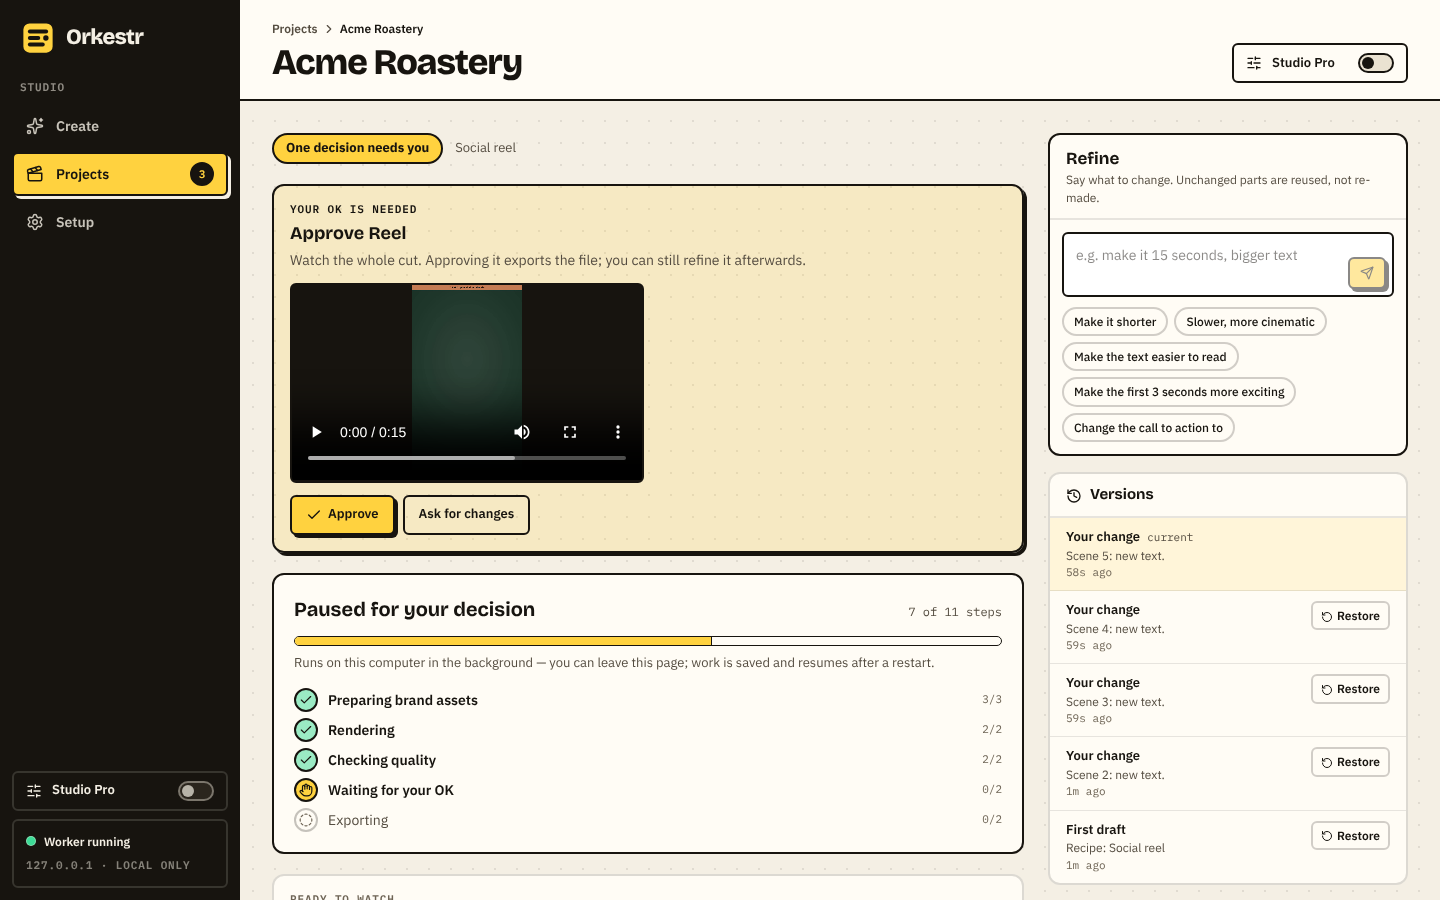 Orkestr
STUDIO
Create
Projects
3
Setup
Studio Pro
Worker running
127.0.0.1 · LOCAL ONLY
Projects > Acme Roastery
Acme Roastery
Studio Pro
One decision needs you
Social reel
YOUR OK IS NEEDED
Approve Reel
Watch the whole cut. Approving it exports the file; you can still refine it afterwards.
0:00 / 0:15
Approve
Ask for changes
Paused for your decision
7 of 11 steps
Runs on this computer in the background — you can leave this page; work is saved and resumes after a restart.
Preparing brand assets
3/3
Rendering
2/2
Checking quality
2/2
Waiting for your OK
0/2
Exporting
0/2
READY TO WATCH
Refine
Say what to change. Unchanged parts are reused, not re-
made.
e.g. make it 15 seconds, bigger text
Make it shorter
Slower, more cinematic
Make the text easier to read
Make the first 3 seconds more exciting
Change the call to action to
Versions
Your change current
Scene 5: new text.
58s ago
Your change
Restore
Scene 4: new text.
59s ago
Your change
Restore
Scene 3: new text.
59s ago
Your change
Restore
Scene 2: new text.
1m ago
First draft
Restore
Recipe: Social reel
1m ago